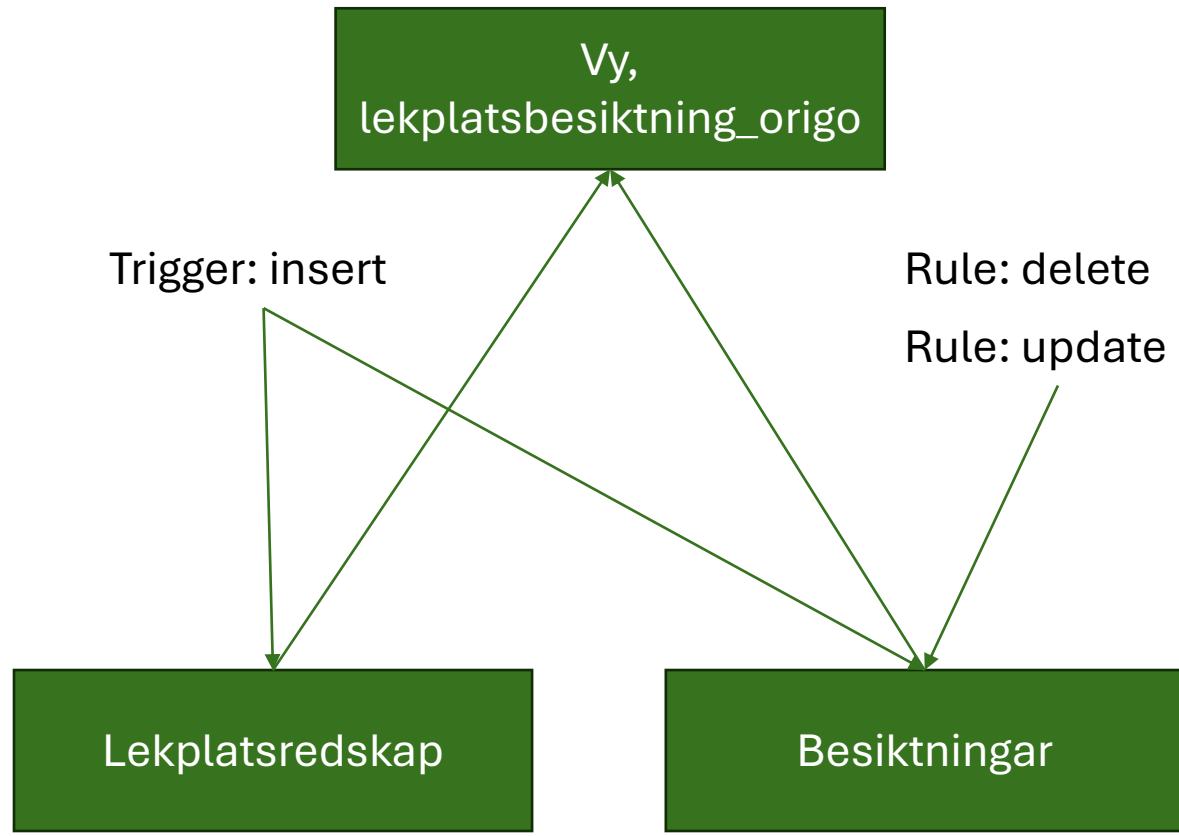 Vy,
lekplatsbesiktning_origo
Trigger: insert
Rule: delete
Rule: update
Lekplatsredskap
Besiktningar